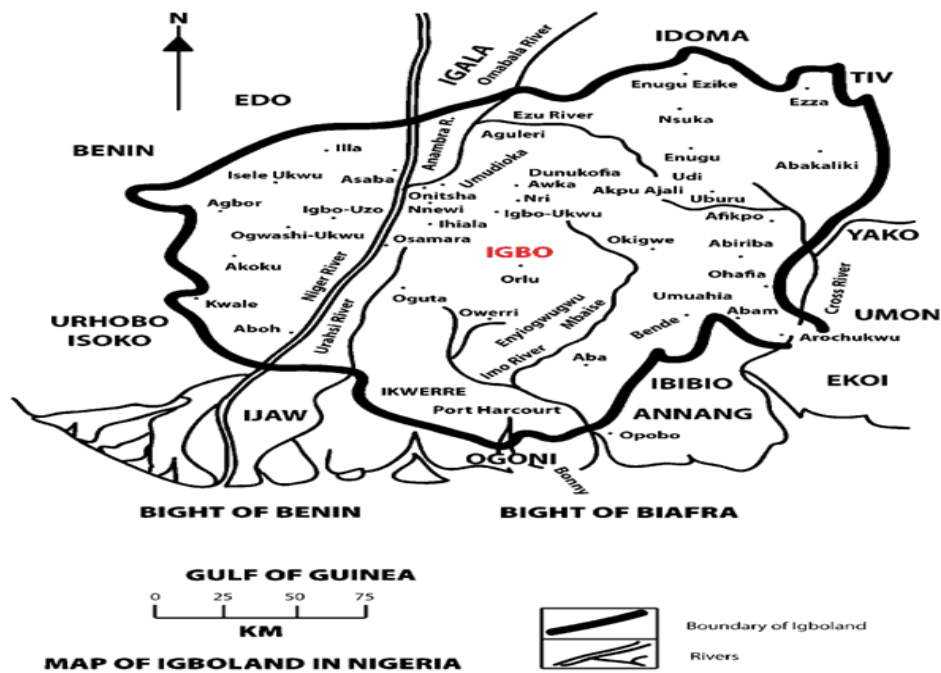 N
IDOMA
IGALA
Omabala River
Enugu Ezike
TIV
EDO
Ezza
Ezu River
Nsuka
Anambra R.
Aguleri
BENIN
Illa
Umudioka
Enugu
Abakaliki
Isele Ukwu
Asaba
Dunukofia
Udi
Awka
Akpu Ajali
Onitsha
Uburu
Agbor
Nri
Igbo-Uzo
Nnewi
Igbo-Ukwu
Afikpo
Ihiala
Ogwashi-Ukwu
Osamara
Okigwe
Abiriba
YAKO
IGBO
Akoku
Niger River
Orlu
Ohafia
Kwale
Oguta
Umuahia
Cross River
Owerri
Enyiogwugwu
Mbaise
Abam
UMON
URHOBO
ISOKO
Aboh
Urahsi River
Bende
Arochukwu
Imo River
Aba
IKWERRE
IBIBIO
EKOI
IJAW
Port Harcourt
ANNANG
Opobo
OGONI
Bonny
BIGHT OF BENIN
BIGHT OF BIAFRA
GULF OF GUINEA
0 25 50 75
KM
MAP OF IGBOLAND IN NIGERIA
Boundary of Igboland
Rivers